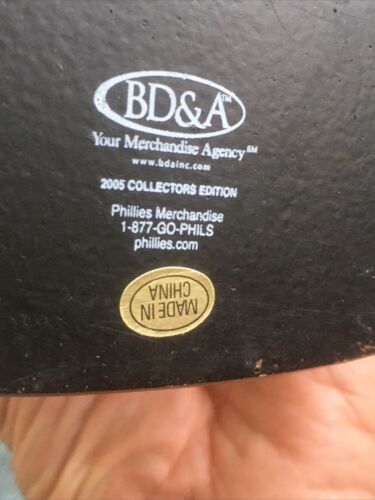 BD&A™
Your Merchandise Agency℠
www.bdainc.com
2005 COLLECTORS EDITION
Phillies Merchandise
1-877-GO-PHILS
phillies.com
MADE IN
CHINA